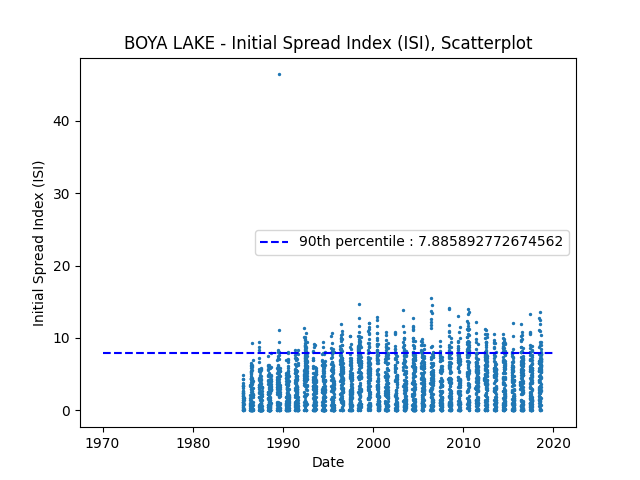 BOYA LAKE - Initial Spread Index (ISI), Scatterplot
Initial Spread Index (ISI)
40
30
20
10
0
90th percentile : 7.885892772674562
1970 1980 1990 2000 2010 2020
Date